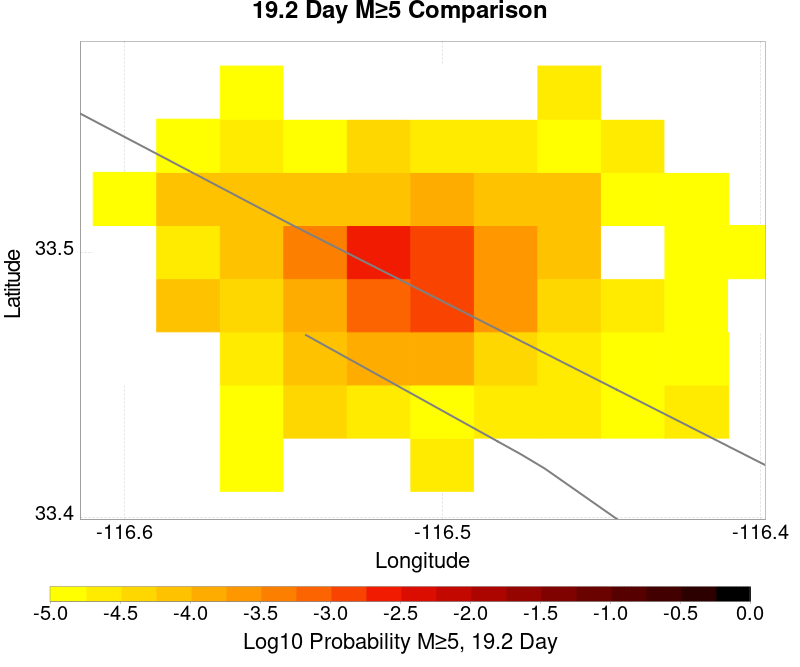 19.2 Day M≥5 Comparison
Latitude
33.5
33.4
-116.6 -116.5 -116.4
Longitude
-5.0 -4.5 -4.0 -3.5 -3.0 -2.5 -2.0 -1.5 -1.0 -0.5 0.0
Log10 Probability M≥5, 19.2 Day